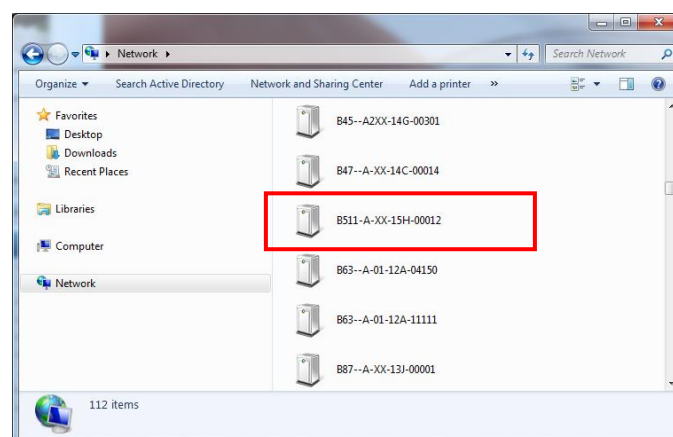 Network
Search Network
Organize Search Active Directory Network and Sharing Center Add a printer »
Favorites
Desktop
Downloads
Recent Places
Libraries
Computer
Network
B45--A2XX-14G-00301
B47--A-XX-14C-00014
B511-A-XX-15H-00012
B63--A-01-12A-04150
B63--A-01-12A-11111
B87--A-XX-13J-00001
112 items